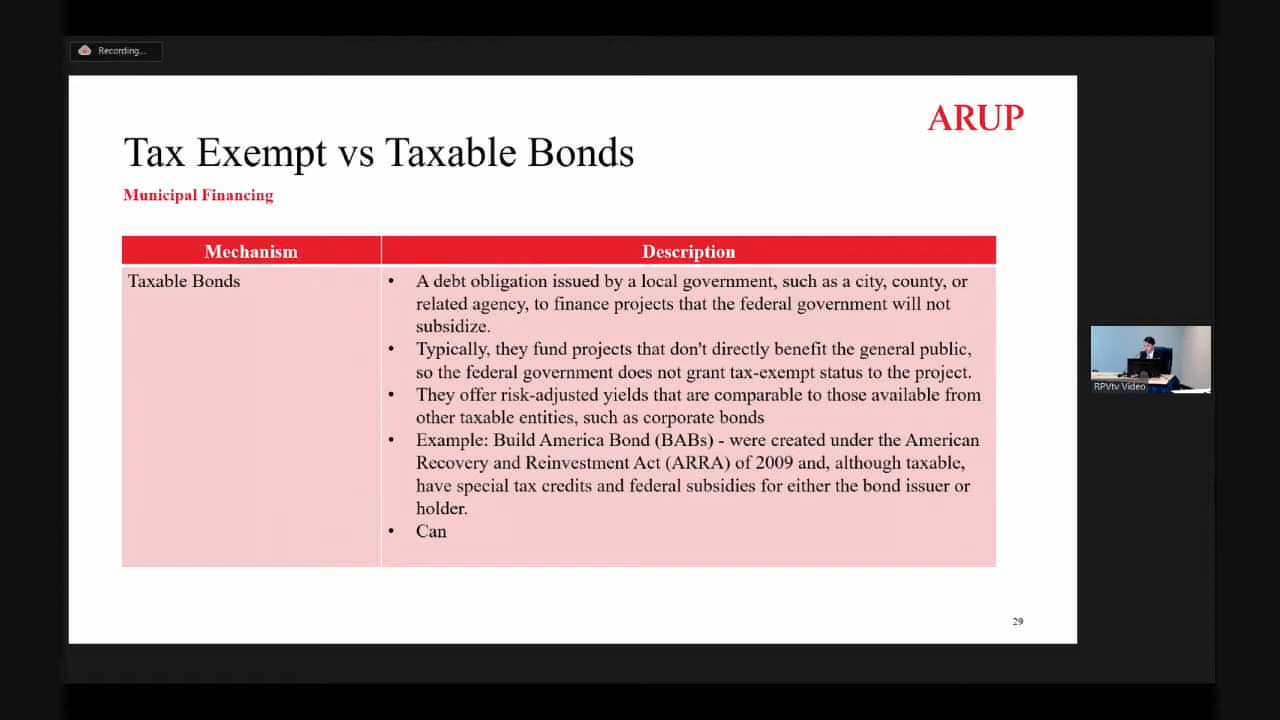 Recording...
ARUP
Tax Exempt vs Taxable Bonds
Municipal Financing
Mechanism
Description
Taxable Bonds
• A debt obligation issued by a local government, such as a city, county, or
related agency, to finance projects that the federal government will not
subsidize.
• Typically, they fund projects that don't directly benefit the general public,
so the federal government does not grant tax-exempt status to the project.
• They offer risk-adjusted yields that are comparable to those available from
other taxable entities, such as corporate bonds
• Example: Build America Bond (BABs) - were created under the American
Recovery and Reinvestment Act (ARRA) of 2009 and, although taxable,
have special tax credits and federal subsidies for either the bond issuer or
holder.
• Can
29
RPVtv Video